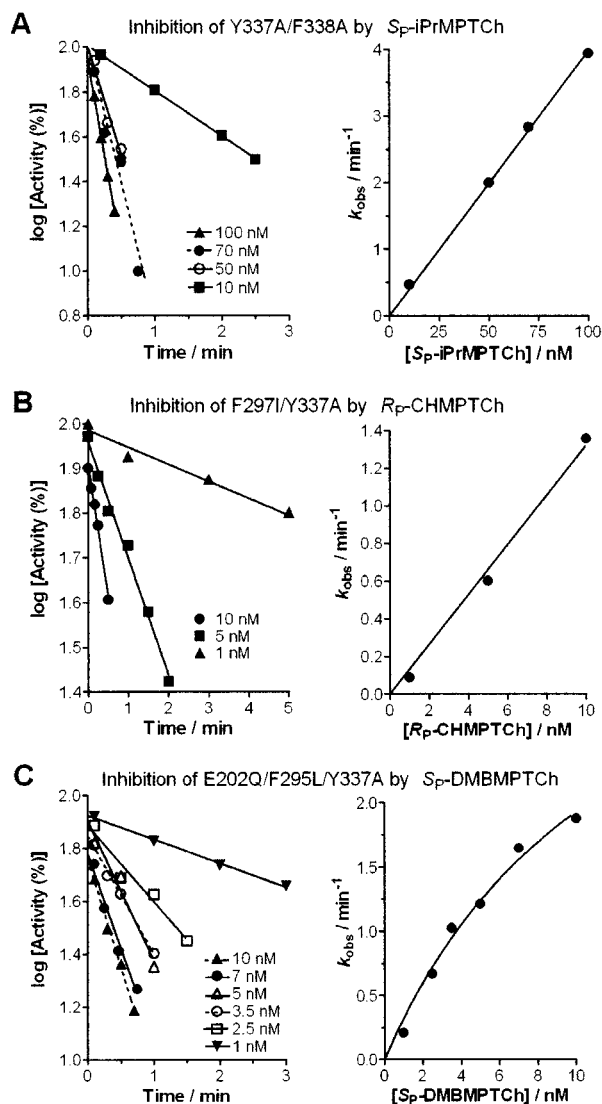 A
Inhibition of Y337A/F338A by SP-iPrMPTCh
log [Activity (%)]
2.0
1.8
1.6
1.4
1.2
1.0
0.8
100 nM
70 nM
50 nM
10 nM
0 1 2 3
Time / min
kobs / min-1
4
2
0
0 25 50 75 100
[SP-iPrMPTCh] / nM
B
Inhibition of F297I/Y337A by RP-CHMPTCh
log [Activity (%)]
2.0
1.9
1.8
1.7
1.6
1.5
1.4
10 nM
5 nM
1 nM
0 1 2 3 4 5
Time / min
kobs / min-1
1.4
1.2
1.0
0.8
0.6
0.4
0.2
0.0
0 2 4 6 8 10
[RP-CHMPTCh] / nM
C
Inhibition of E202Q/F295L/Y337A by SP-DMBMPTCh
log [Activity (%)]
2.0
1.8
1.6
1.4
1.2
1.0
10 nM
7 nM
5 nM
3.5 nM
2.5 nM
1 nM
0 1 2 3
Time / min
kobs / min-1
2.0
1.5
1.0
0.5
0.0
0 2 4 6 8 10
[SP-DMBMPTCh] / nM